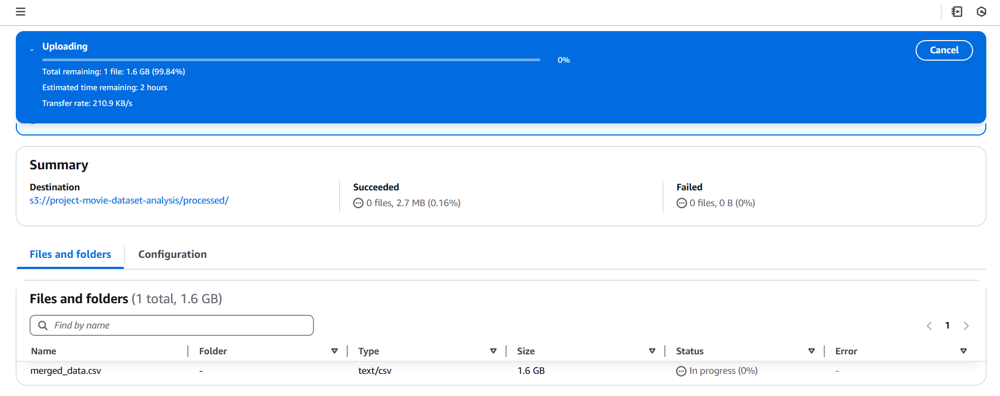 Uploading
Cancel
0%
Total remaining: 1 file: 1.6 GB (99.84%)
Estimated time remaining: 2 hours
Transfer rate: 210.9 KB/s
Summary
Destination
s3://project-movie-dataset-analysis/processed/
Succeeded
0 files, 2.7 MB (0.16%)
Failed
0 files, 0 B (0%)
Files and folders
Configuration
Files and folders (1 total, 1.6 GB)
Find by name
1
Name Folder Type Size Status Error
merged_data.csv - text/csv 1.6 GB In progress (0%) -